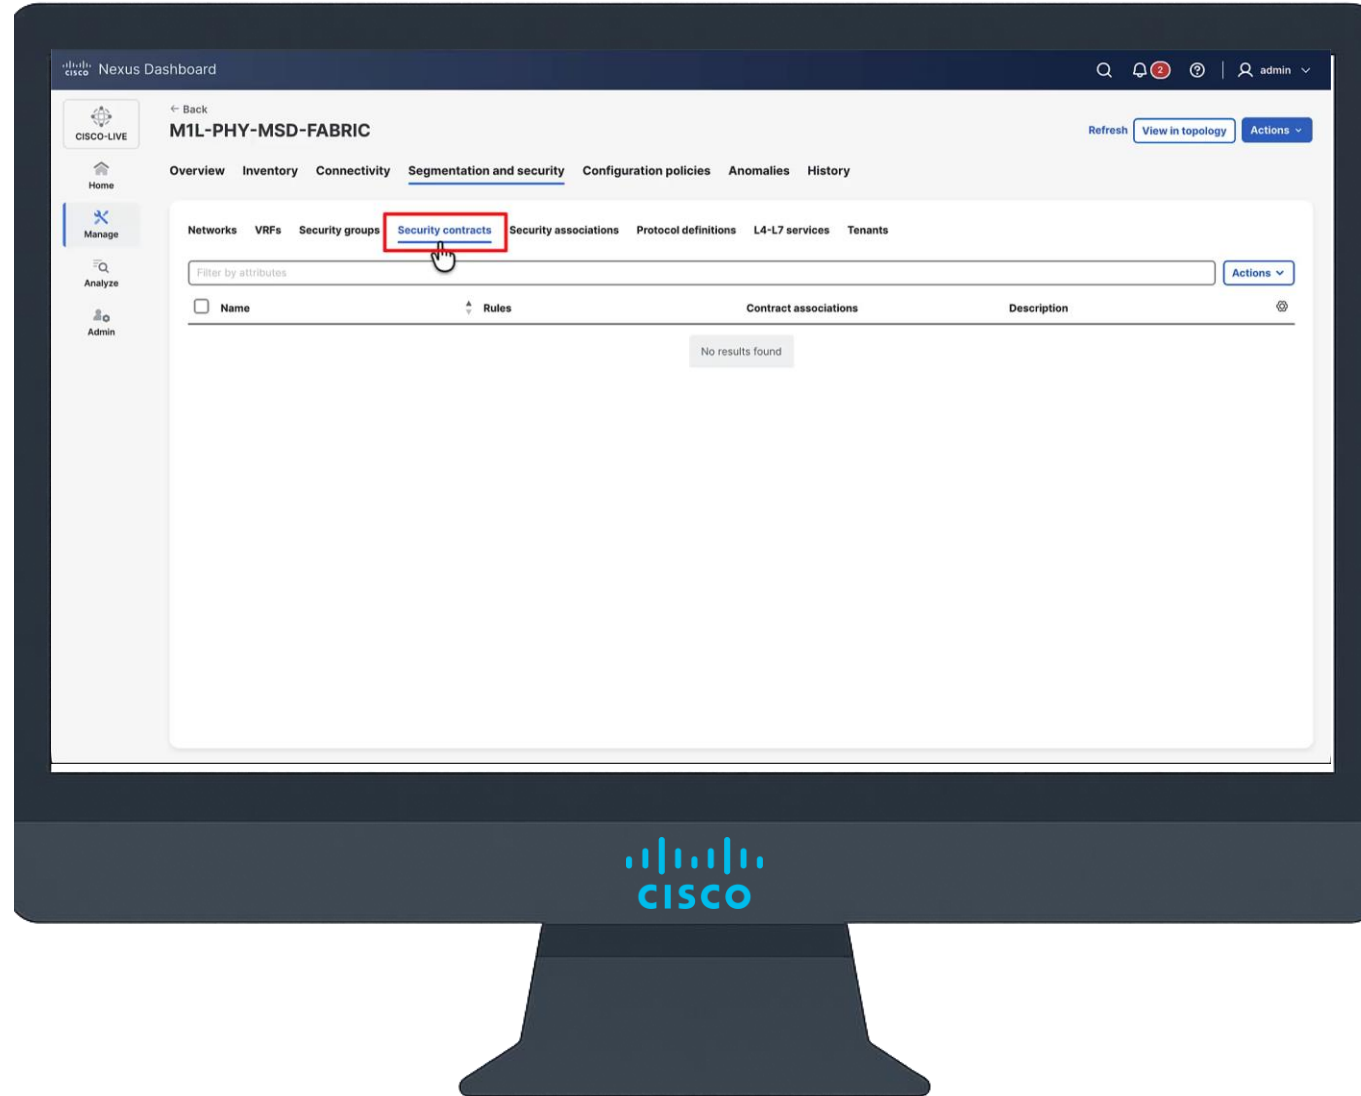 cisco Nexus Dashboard
2
admin
CISCO-LIVE
Home
Manage
Analyze
Admin
Back
M1L-PHY-MSD-FABRIC
Refresh View in topology Actions
Overview Inventory Connectivity Segmentation and security Configuration policies Anomalies History
Networks VRFs Security groups Security contracts Security associations Protocol definitions L4-L7 services Tenants
Filter by attributes
Actions
Name Rules Contract associations Description
No results found
CISCO